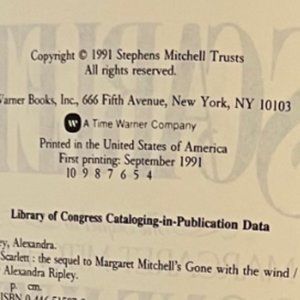 Copyright © 1991 Stephens Mitchell Trusts
All rights reserved.
Warner Books, Inc., 666 Fifth Avenue, New York, NY 10103
A Time Warner Company
Printed in the United States of America
First printing: September 1991
10 9 8 7 6 5 4
Library of Congress Cataloging-in-Publication Data
ey, Alexandra.
Scarlett : the sequel to Margaret Mitchell's Gone with the wind /
Alexandra Ripley.
p. cm.